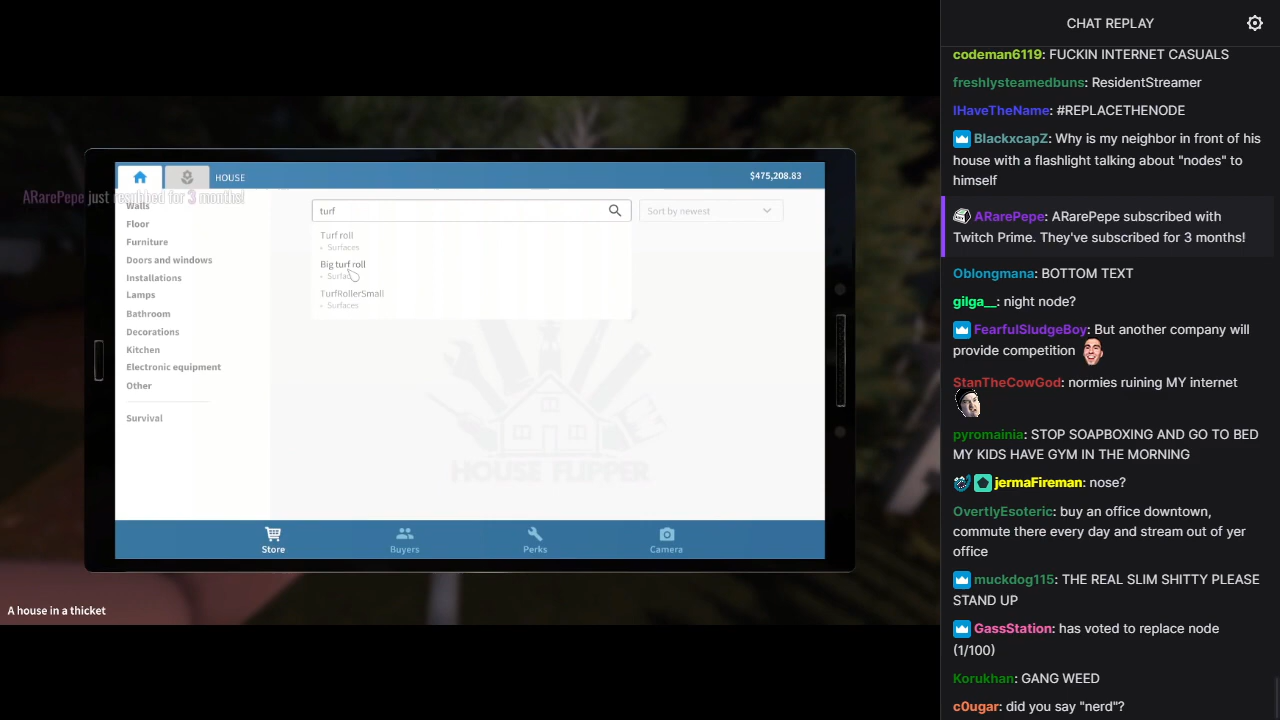 HOUSE
$475,208.83
ARarePepe just resubbed for 3 months!
Walls
Floor
Furniture
Doors and windows
Installations
Lamps
Bathroom
Decorations
Kitchen
Electronic equipment
Other
Survival
turf
Sort by newest
Turf roll
Surfaces
Big turf roll
TurfRollerSmall
Surfaces
HOUSE FLIPPER
Store
Buyers
Perks
Camera
A house in a thicket
CHAT REPLAY
codeman6119: FUCKIN INTERNET CASUALS
freshlysteamedbuns: ResidentStreamer
IHaveTheName: #REPLACETHENODE
BlackxcapZ: Why is my neighbor in front of his
house with a flashlight talking about "nodes" to
himself
ARarePepe: ARarePepe subscribed with
Twitch Prime. They've subscribed for 3 months!
Oblongmana: BOTTOM TEXT
gilga__: night node?
FearfulSludgeBoy: But another company will
provide competition
StanTheCowGod: normies ruining MY internet
pyromainia: STOP SOAPBOXING AND GO TO BED
MY KIDS HAVE GYM IN THE MORNING
jermaFireman: nose?
OvertlyEsoteric: buy an office downtown,
commute there every day and stream out of yer
office
muckdog115: THE REAL SLIM SHITTY PLEASE
STAND UP
GassStation: has voted to replace node
(1/100)
Korukhan: GANG WEED
c0ugar: did you say "nerd"?